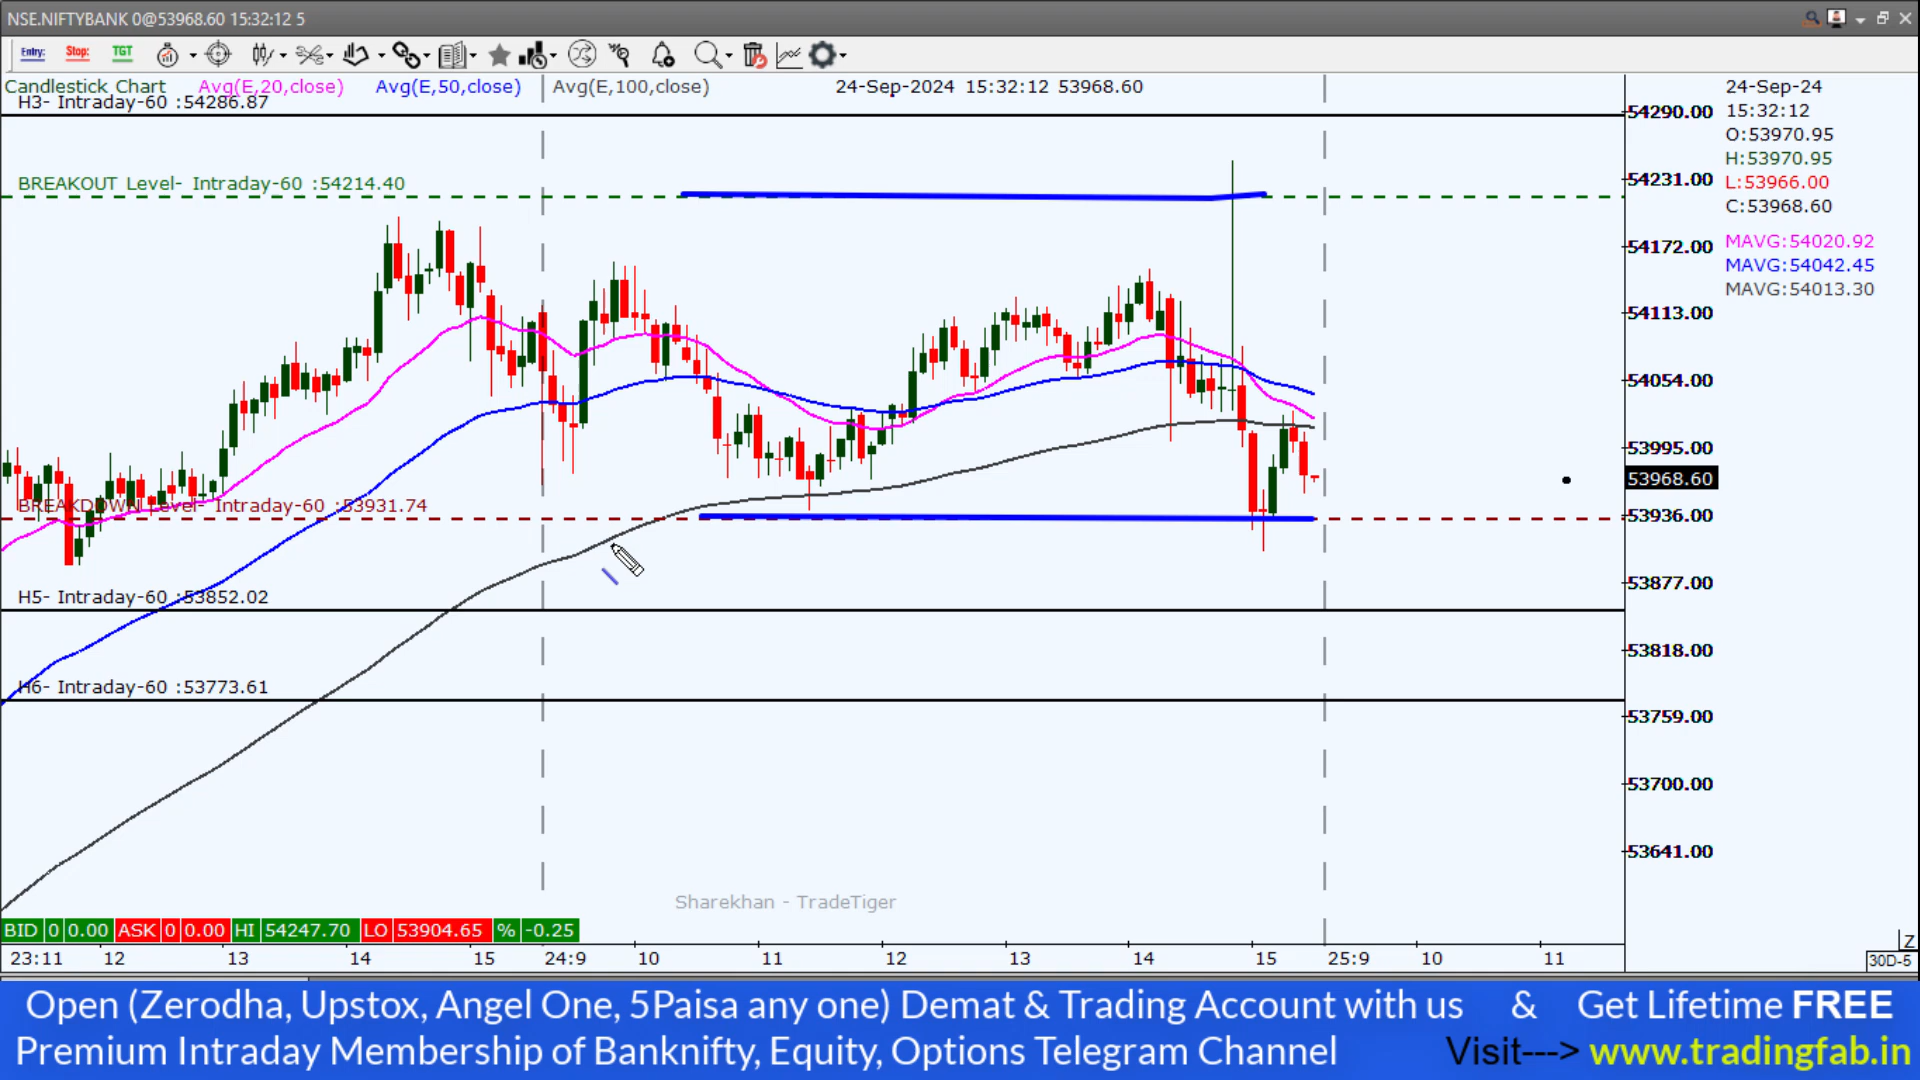 NSE.NIFTYBANK 0@53968.60 15:32:12 5
Entry: Stop: TGT
Candlestick Chart Avg(E,20,close) Avg(E,50,close) Avg(E,100,close) 24-Sep-2024 15:32:12 53968.60
H3- Intraday-60 :54286.87
BREAKOUT Level- Intraday-60 :54214.40
BREAKDOWN Level- Intraday-60 :53931.74
H5- Intraday-60 :53852.02
H6- Intraday-60 :53773.61
54290.00
54231.00
54172.00
54113.00
54054.00
53995.00
53968.60
53936.00
53877.00
53818.00
53759.00
53700.00
53641.00
24-Sep-24
15:32:12
O:53970.95
H:53970.95
L:53966.00
C:53968.60
MAVG:54020.92
MAVG:54042.45
MAVG:54013.30
Sharekhan - TradeTiger
BID 0 0.00 ASK 0 0.00 HI 54247.70 LO 53904.65 % -0.25
Z
23:11 12 13 14 15 24:9 10 11 12 13 14 15 25:9 10 11 30D-5
Open (Zerodha, Upstox, Angel One, 5Paisa any one) Demat & Trading Account with us & Get Lifetime FREE
Premium Intraday Membership of Banknifty, Equity, Options Telegram Channel Visit---> www.tradingfab.in